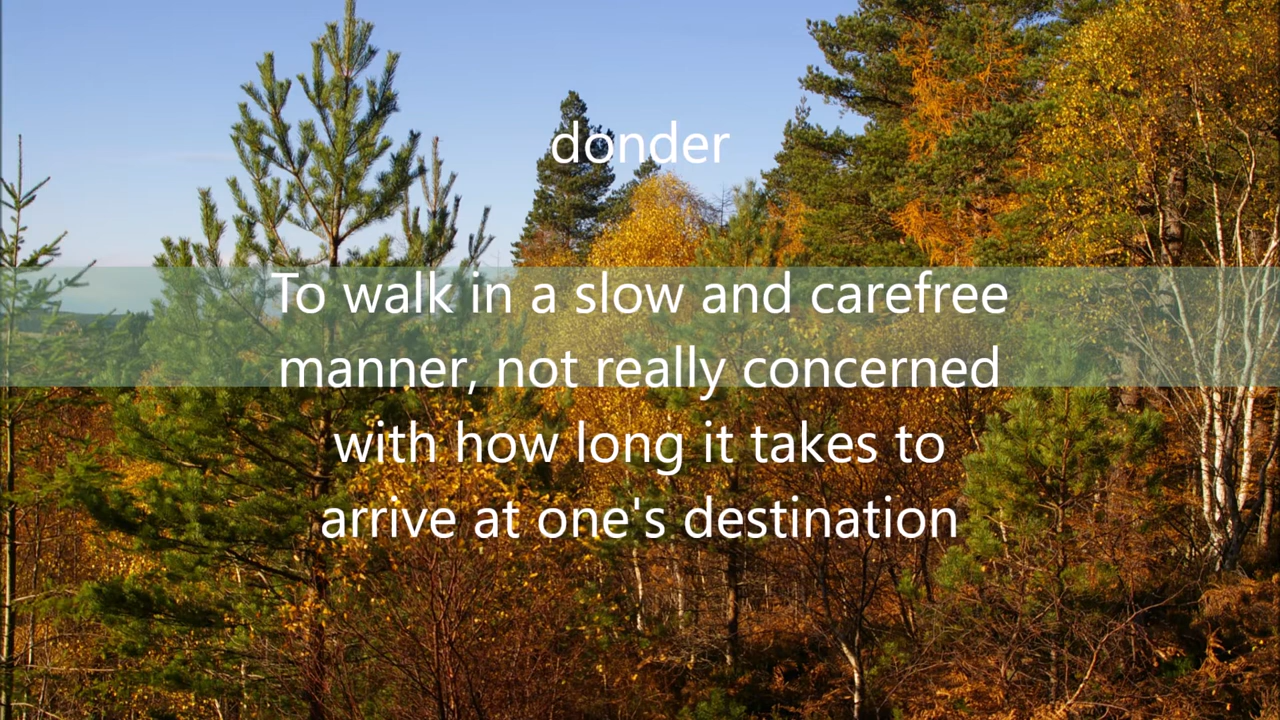 donder
To walk in a slow and carefree
manner, not really concerned
with how long it takes to
arrive at one's destination